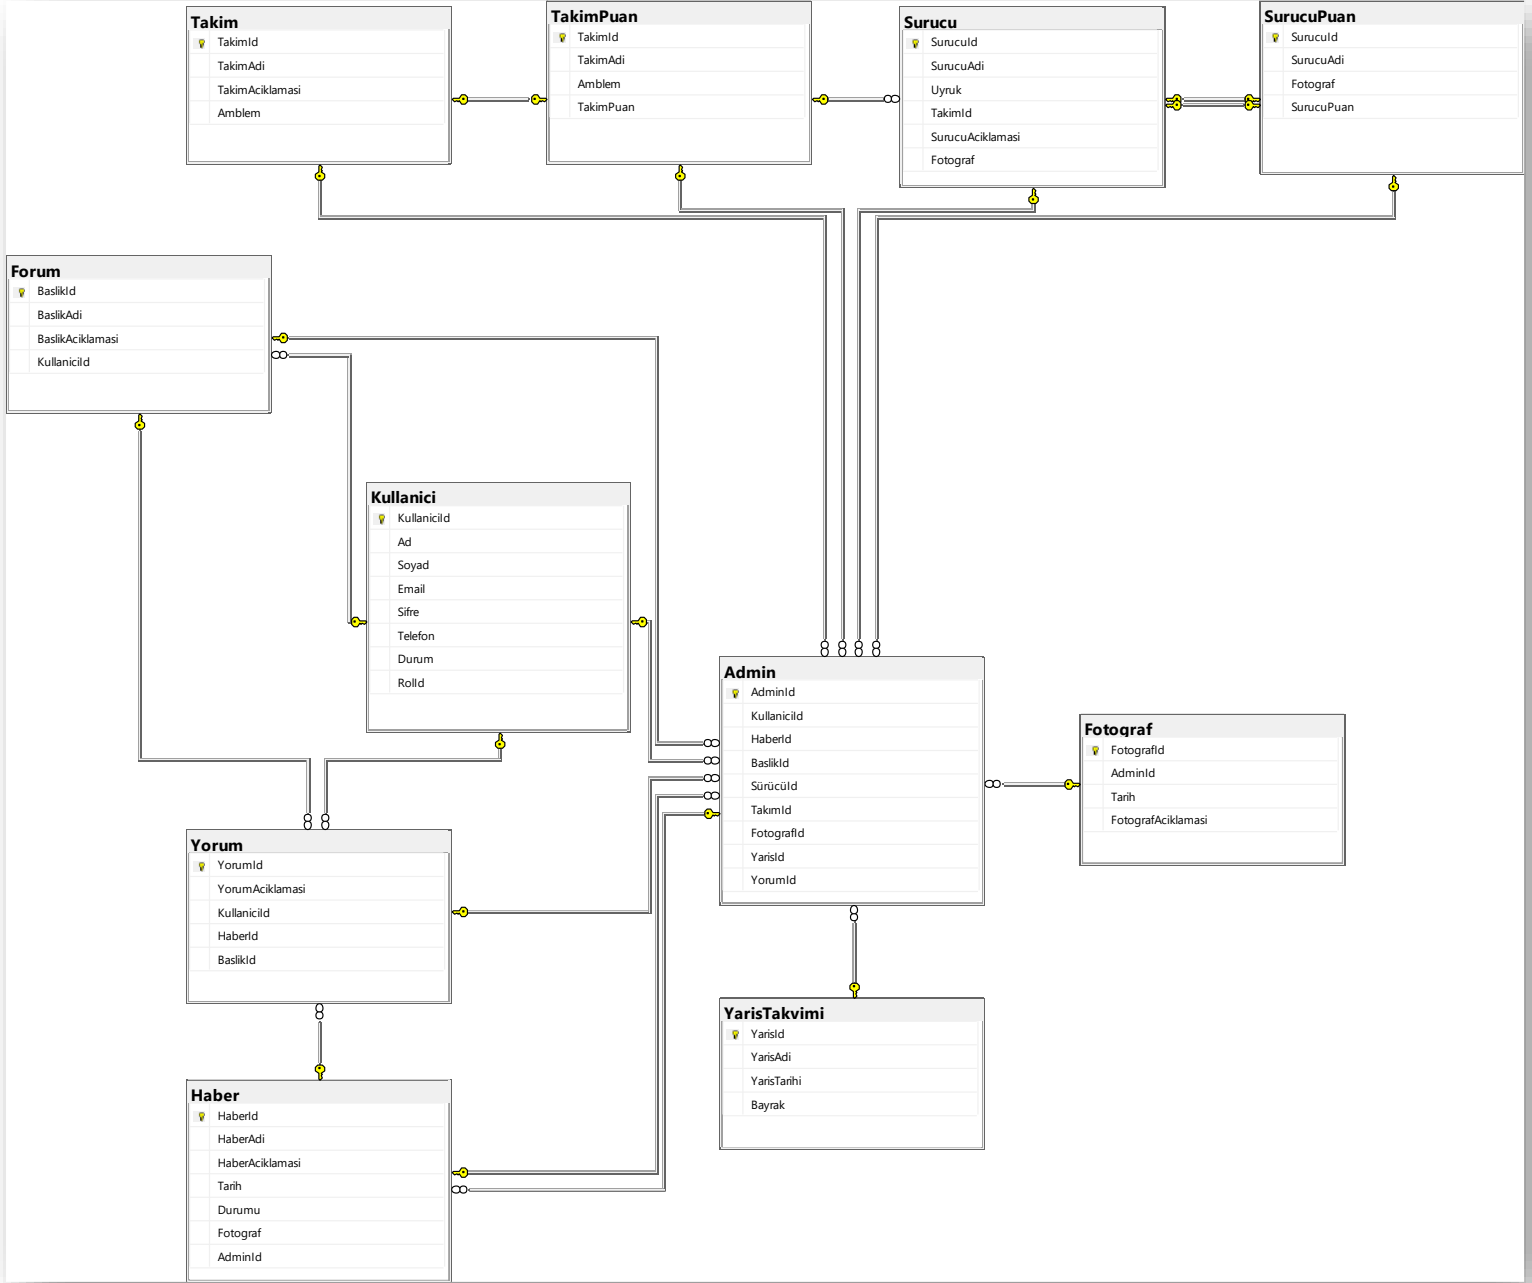 Takim
TakimId
TakimAdi
TakimAciklamasi
Amblem
TakimPuan
TakimId
TakimAdi
Amblem
TakimPuan
Surucu
SurucuId
SurucuAdi
Uyruk
TakimId
SurucuAciklamasi
Fotograf
SurucuPuan
SurucuId
SurucuAdi
Fotograf
SurucuPuan
Forum
BaslikId
BaslikAdi
BaslikAciklamasi
KullaniciId
Kullanici
KullaniciId
Ad
Soyad
Email
Sifre
Telefon
Durum
RolId
Admin
AdminId
KullaniciId
HaberId
BaslikId
SürücüId
TakımId
FotografId
YarisId
YorumId
Fotograf
FotografId
AdminId
Tarih
FotografAciklamasi
Yorum
YorumId
YorumAciklamasi
KullaniciId
HaberId
BaslikId
YarisTakvimi
YarisId
YarisAdi
YarisTarihi
Bayrak
Haber
HaberId
HaberAdi
HaberAciklamasi
Tarih
Durumu
Fotograf
AdminId